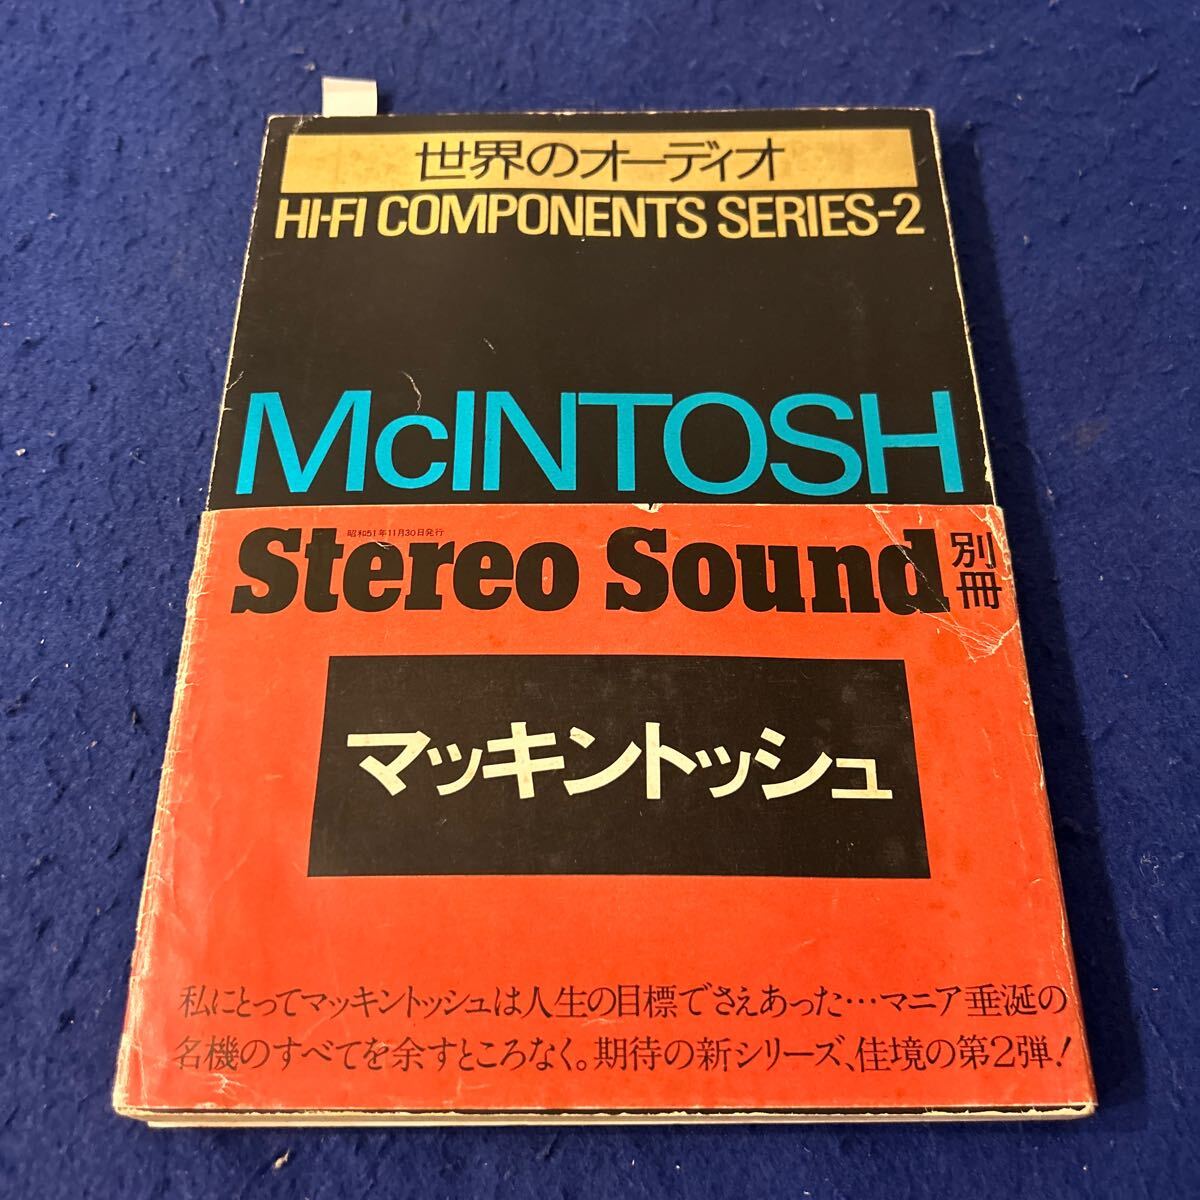 世界のオーディオ
HI-FI COMPONENTS SERIES-2
McINTOSH
昭和51年11月30日発行
Stereo Sound 別冊
マッキントッシュ
私にとってマッキントッシュは人生の目標でさえあった…マニア垂涎の
名機のすべてを余すところなく。期待の新シリーズ、佳境の第2弾!